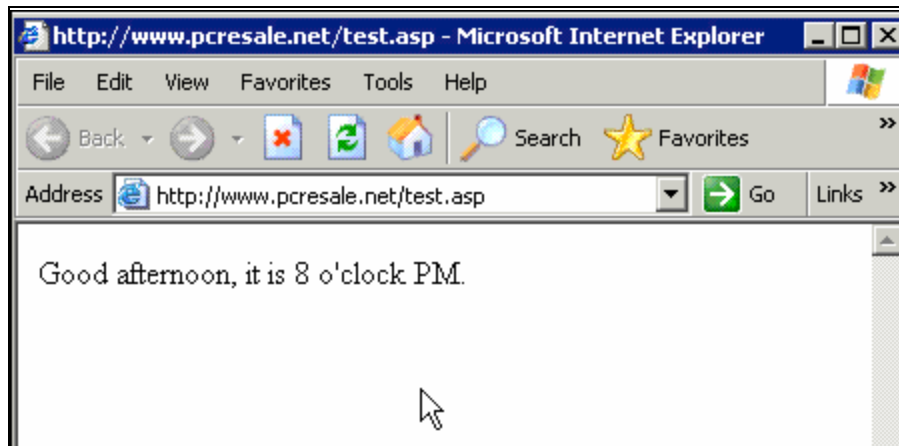 http://www.pcresale.net/test.asp - Microsoft Internet Explorer
File Edit View Favorites Tools Help
Back Search Favorites »
Address http://www.pcresale.net/test.asp Go Links »
Good afternoon, it is 8 o'clock PM.